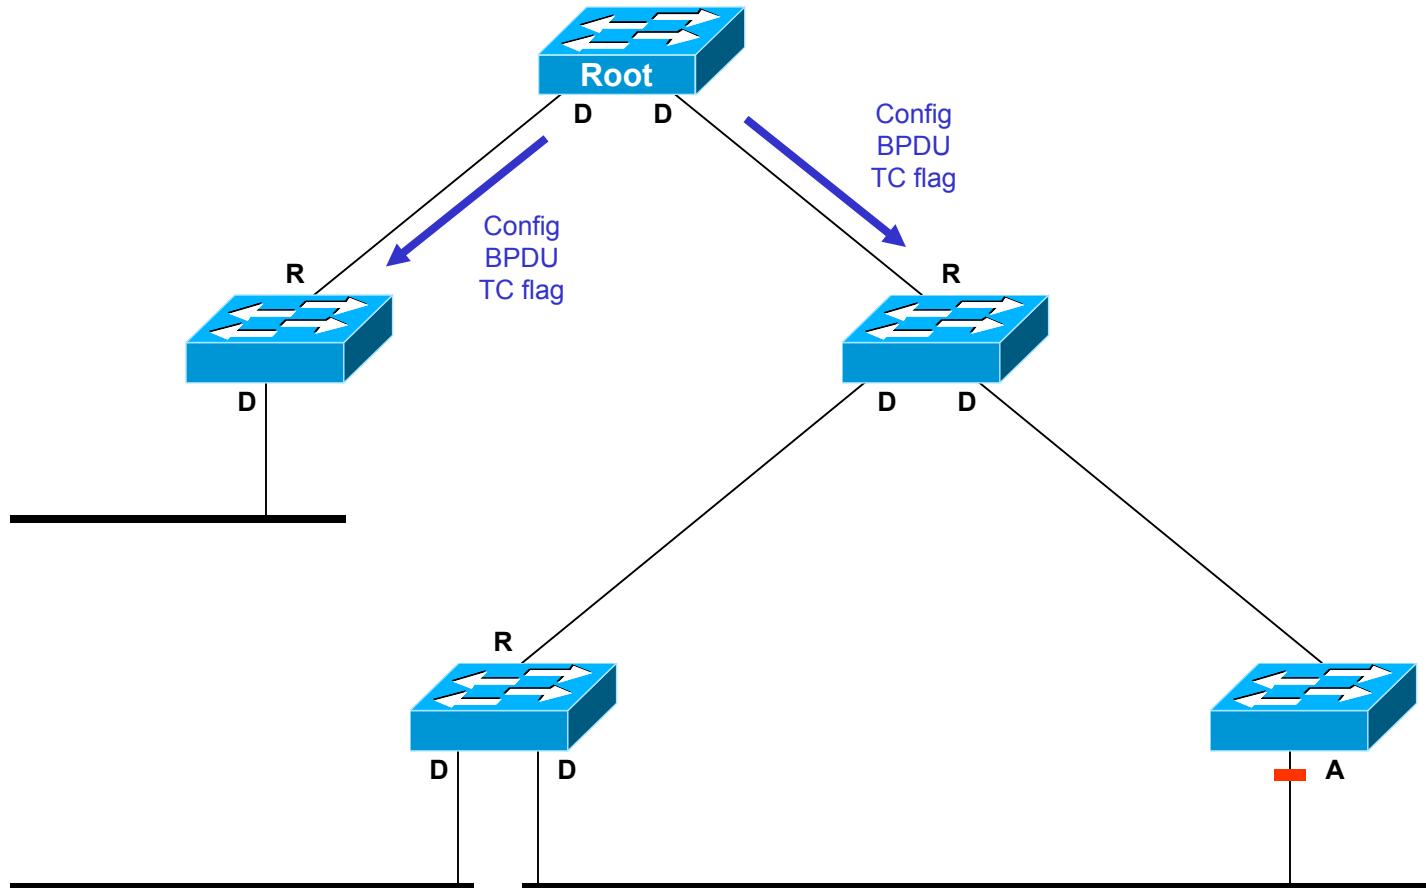 Root
D D
Config
BPDU
TC flag
Config
BPDU
TC flag
R
R
D
D D
R
D D
A